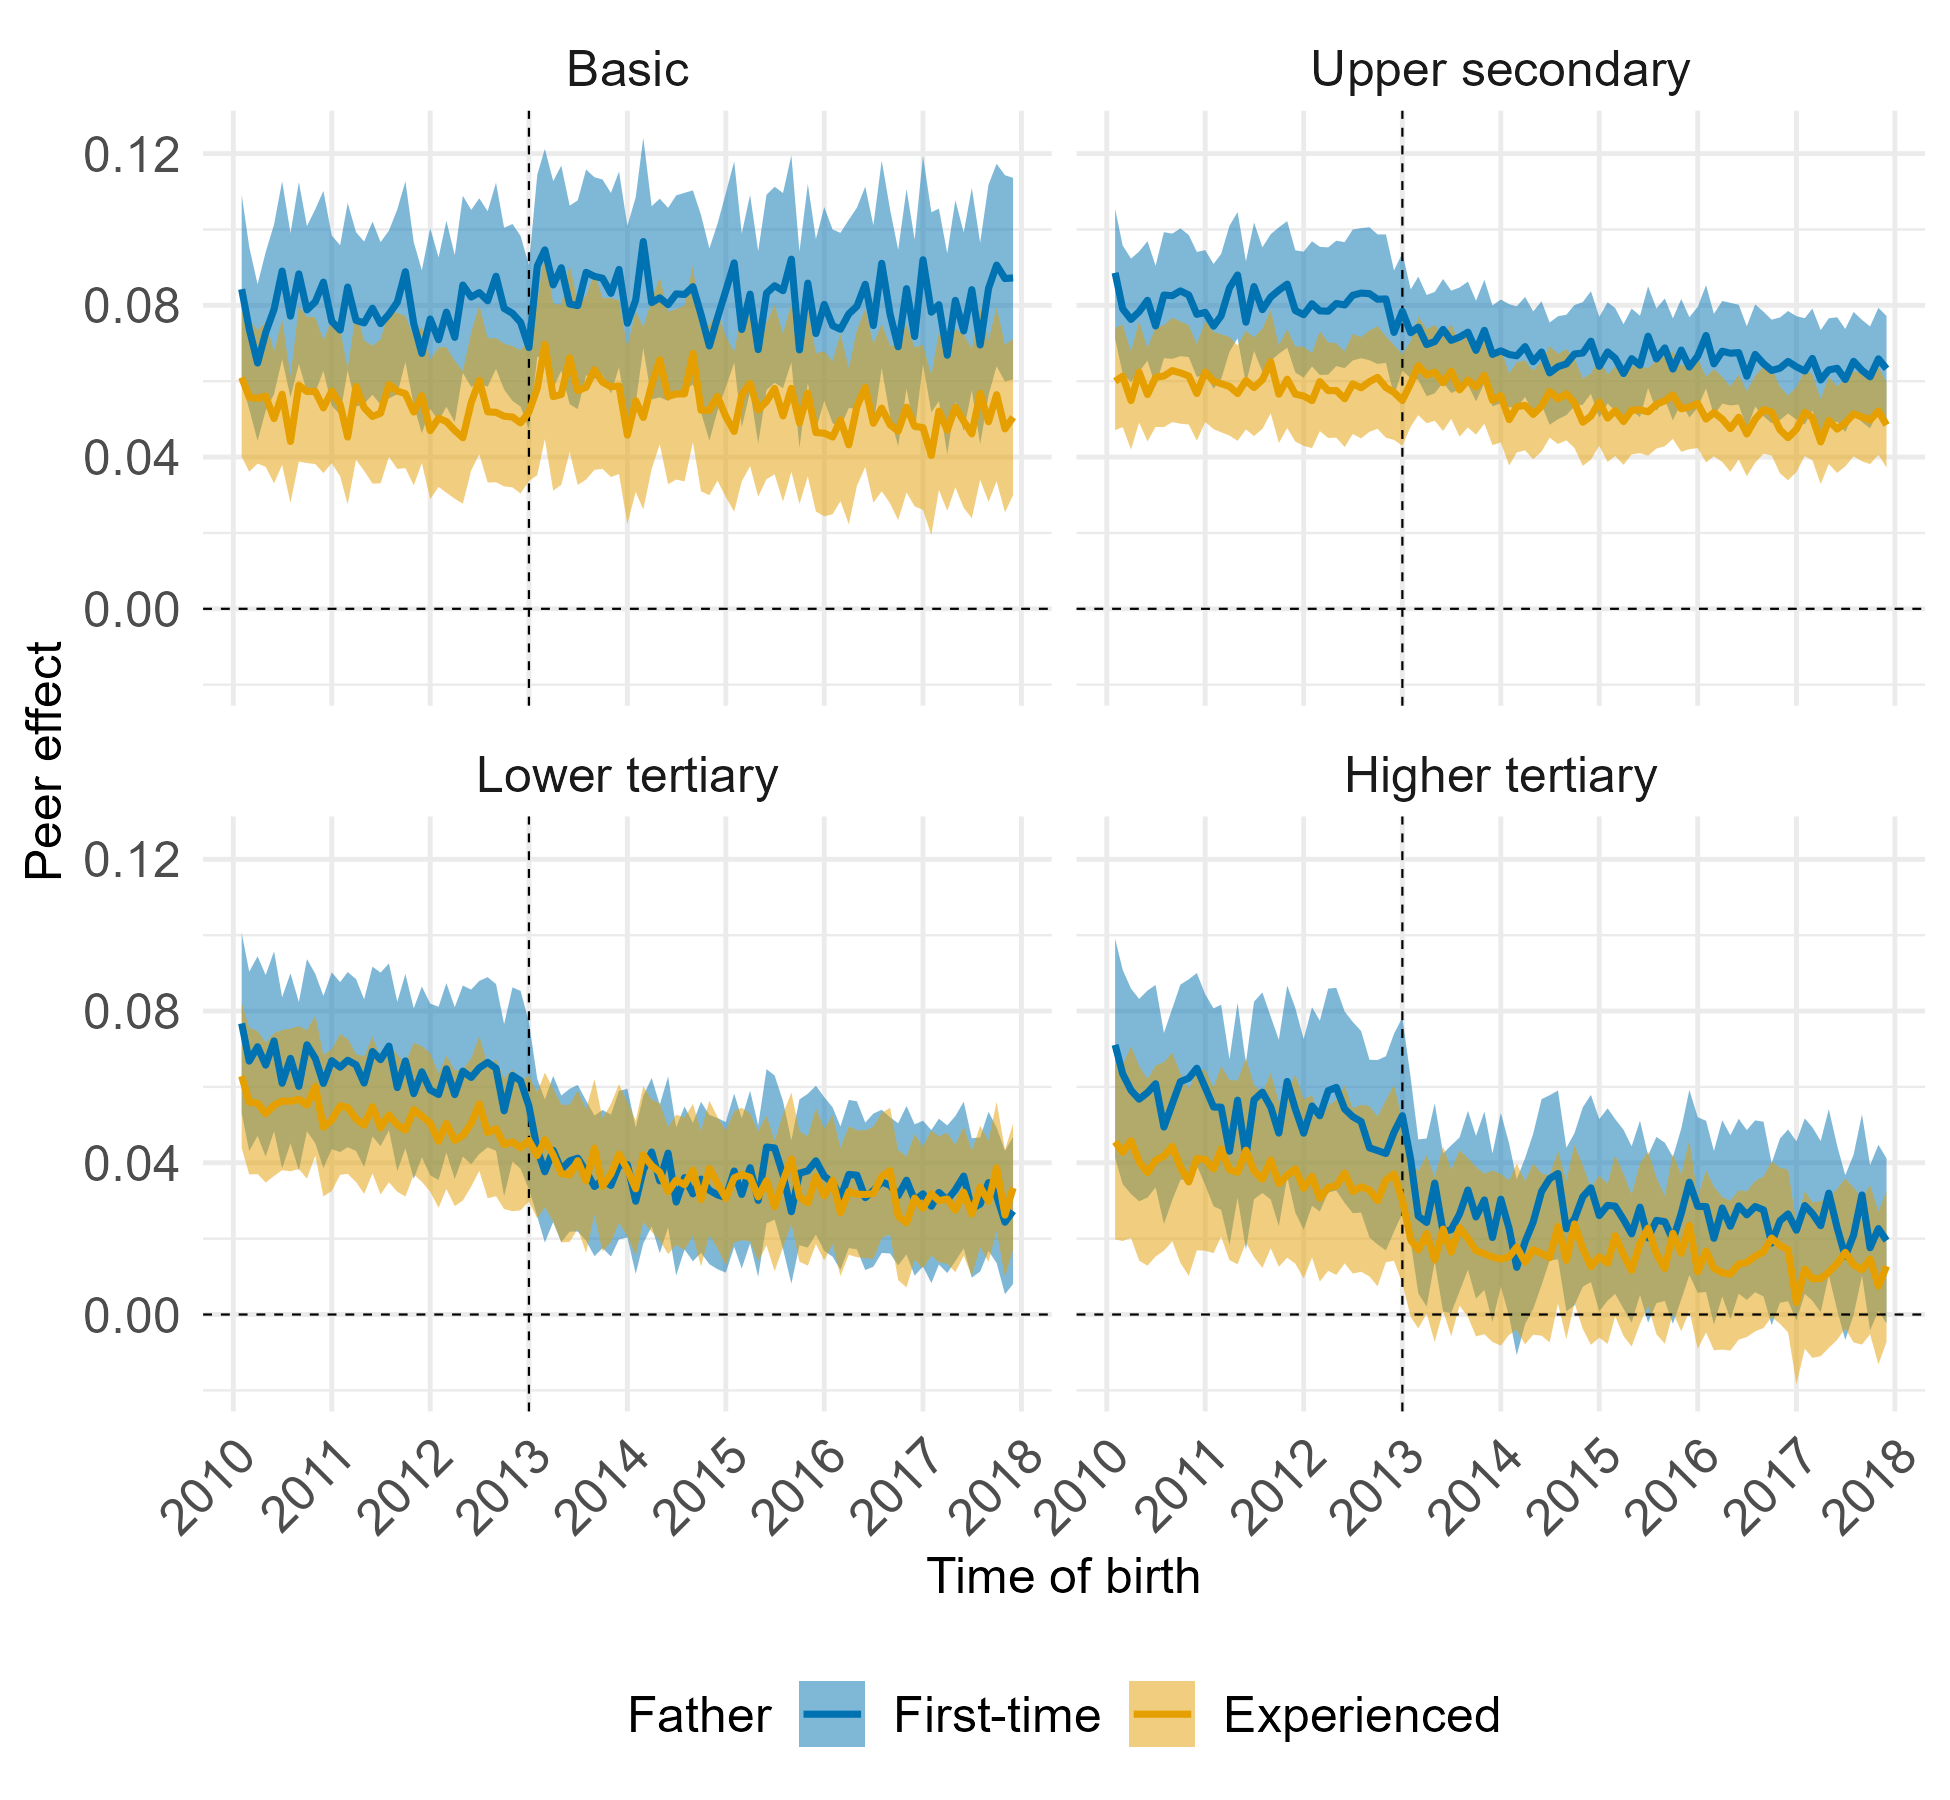 Basic
Upper secondary
0.12
0.08
0.04
0.00
Peer effect
Lower tertiary
Higher tertiary
0.12
0.08
0.04
0.00
2010 2011 2012 2013 2014 2015 2016 2017 2018
2010 2011 2012 2013 2014 2015 2016 2017 2018
Time of birth
Father First-time Experienced